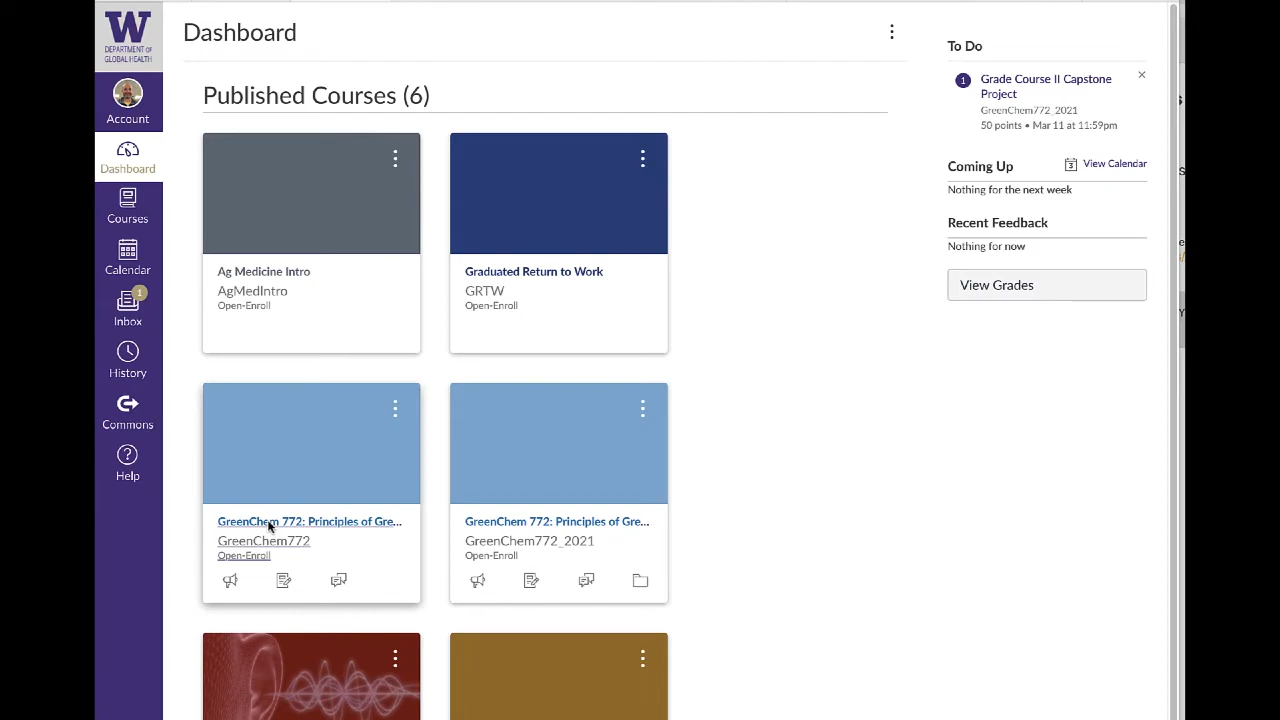 W
DEPARTMENT OF
GLOBAL HEALTH
Account
Dashboard
Courses
Calendar
1
Inbox
History
Commons
Help
Dashboard
Published Courses (6)
Ag Medicine Intro
AgMedIntro
Open-Enroll
Graduated Return to Work
GRTW
Open-Enroll
GreenChem 772: Principles of Gre...
GreenChem772
Open-Enroll
GreenChem 772: Principles of Gre...
GreenChem772_2021
Open-Enroll
To Do
1
Grade Course II Capstone
Project
GreenChem772_2021
50 points • Mar 11 at 11:59pm
Coming Up
3
View Calendar
Nothing for the next week
Recent Feedback
Nothing for now
View Grades